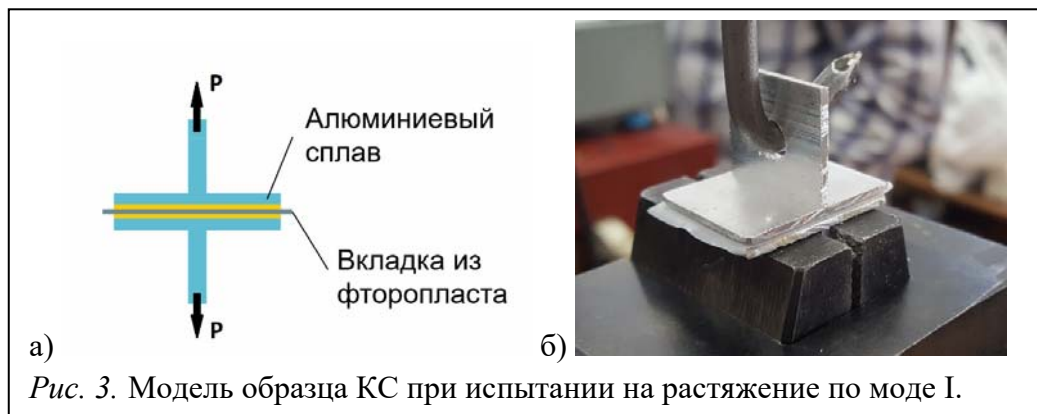 P
Алюминиевый
сплав
Вкладка из
фторопласта
P
а)
б)
Рис. 3. Модель образца КС при испытании на растяжение по моде I.